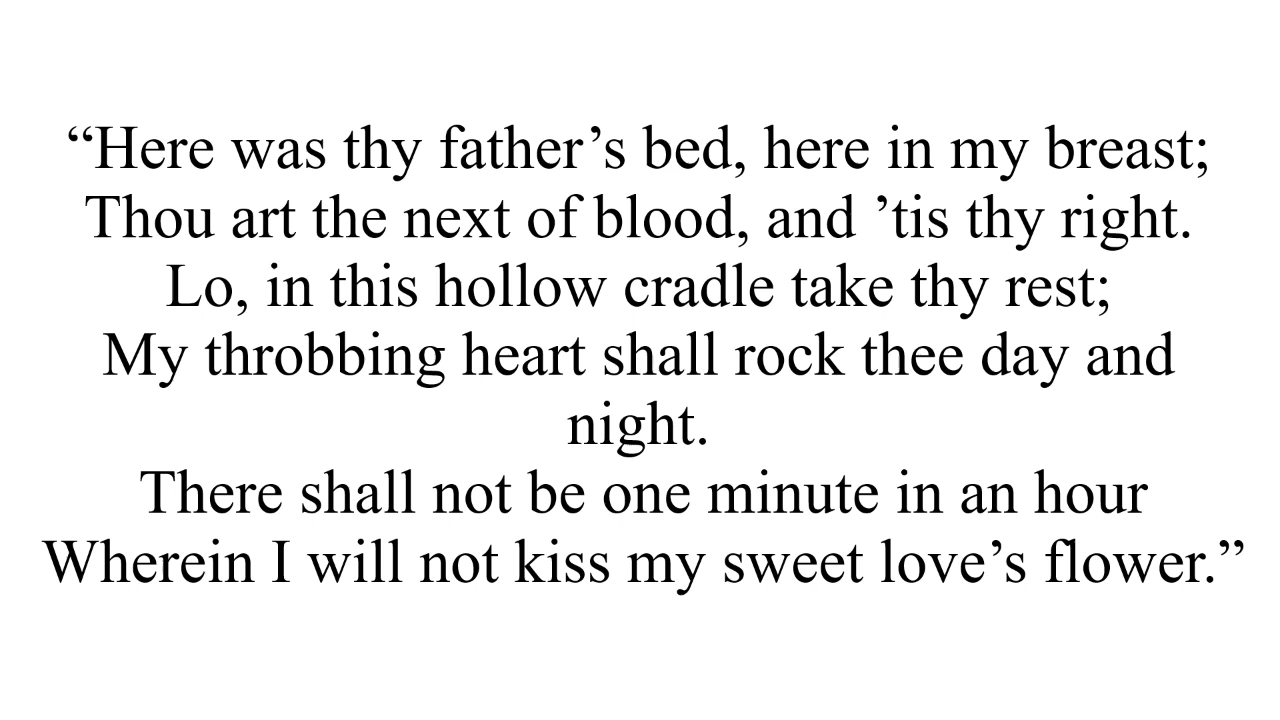 “Here was thy father’s bed, here in my breast;
Thou art the next of blood, and ’tis thy right.
Lo, in this hollow cradle take thy rest;
My throbbing heart shall rock thee day and
night.
There shall not be one minute in an hour
Wherein I will not kiss my sweet love’s flower.”